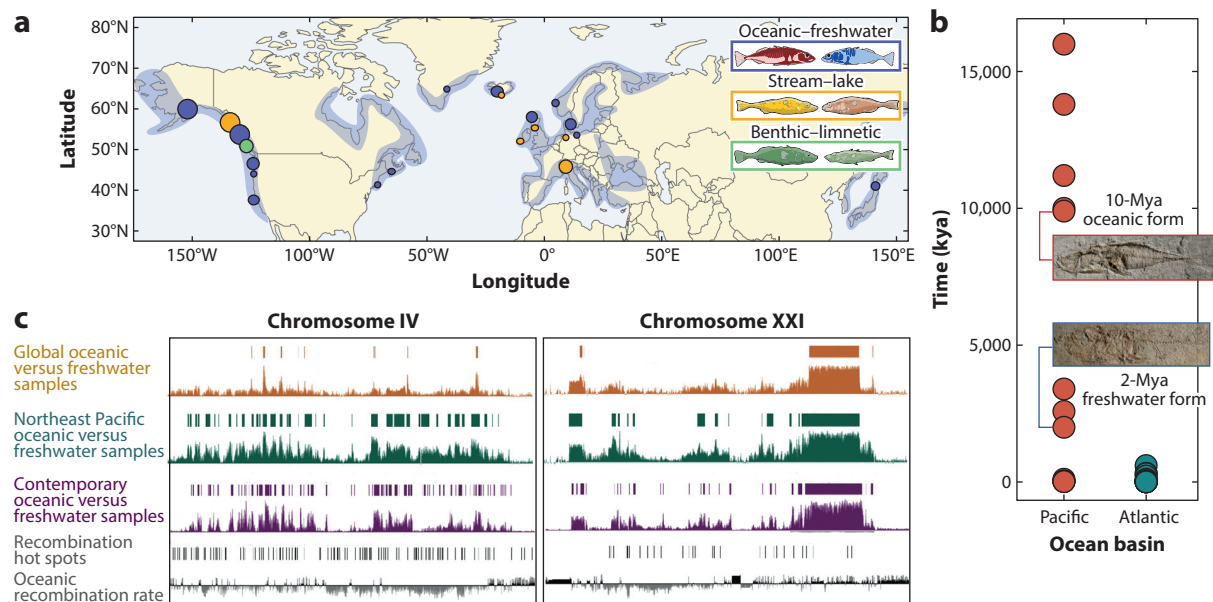 a
80°N
70°N
60°N
50°N
40°N
30°N
Latitude
150°W
100°W
50°W
0°
50°E
100°E
150°E
Longitude
Oceanic–freshwater
Stream–lake
Benthic–limnetic
b
15,000
10,000
5,000
0
Time (kya)
10-Mya
oceanic form
2-Mya
freshwater form
Pacific
Atlantic
Ocean basin
c
Chromosome IV
Chromosome XXI
Global oceanic
versus freshwater
samples
Northeast Pacific
oceanic versus
freshwater samples
Contemporary
oceanic versus
freshwater samples
Recombination
hot spots
Oceanic
recombination rate